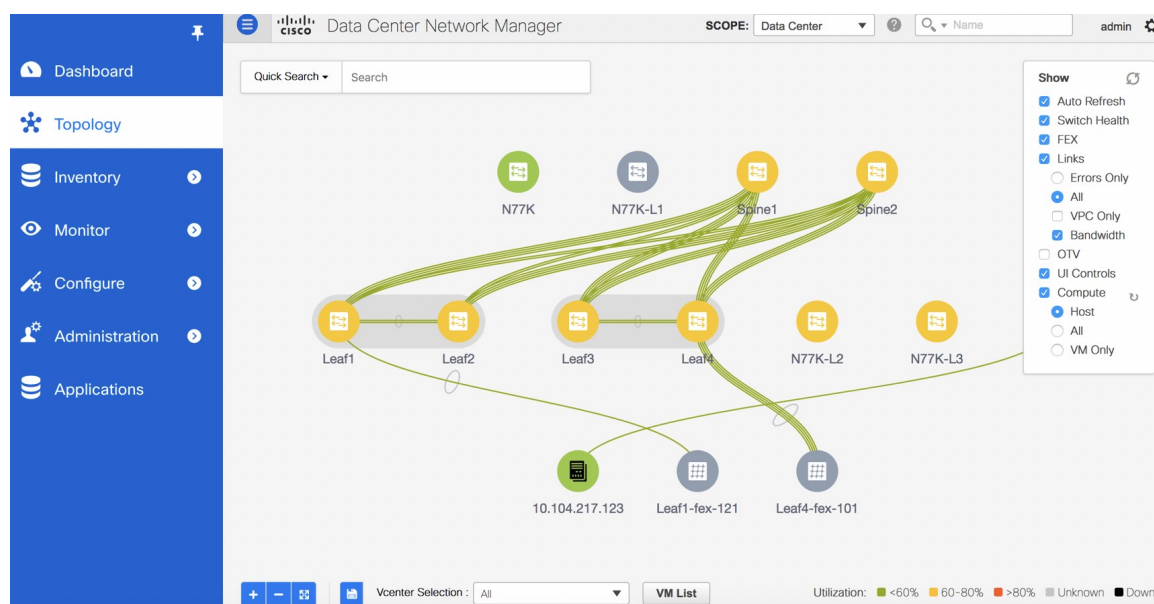 cisco Data Center Network Manager SCOPE: Data Center Name admin
Dashboard
Topology
Inventory
Monitor
Configure
Administration
Applications
Quick Search Search
Show
Auto Refresh
Switch Health
FEX
Links
Errors Only
All
VPC Only
Bandwidth
OTV
UI Controls
Compute
Host
All
VM Only
N77K N77K-L1 Spine1 Spine2
Leaf1 Leaf2 Leaf3 Leaf4 N77K-L2 N77K-L3
10.104.217.123 Leaf1-fex-121 Leaf4-fex-101
Vcenter Selection : All VM List Utilization: <60% 60-80% >80% Unknown Down